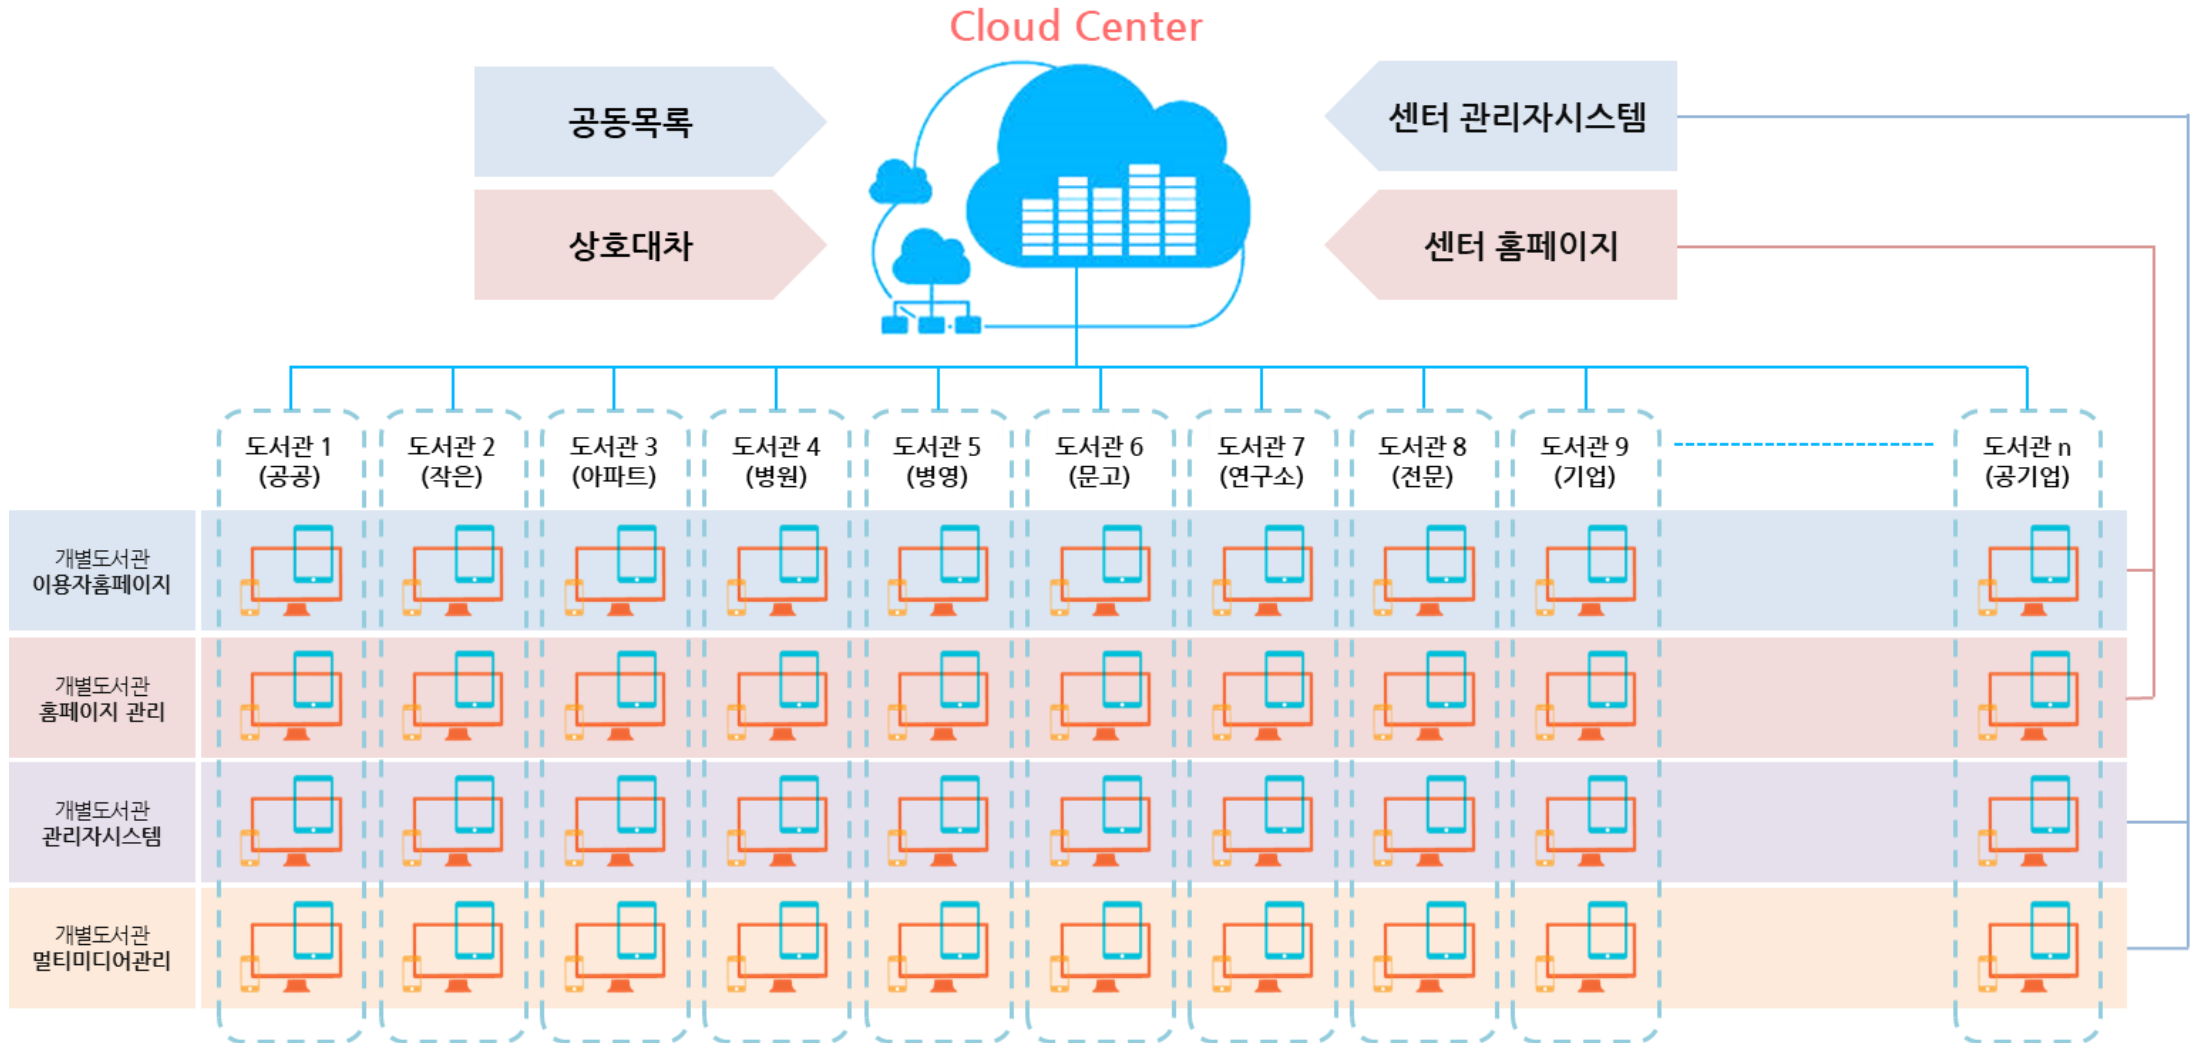 Cloud Center
공동목록
센터 관리자시스템
상호대차
센터 홈페이지
도서관 1
(공공)
도서관 2
(작은)
도서관 3
(아파트)
도서관 4
(병원)
도서관 5
(병영)
도서관 6
(문고)
도서관 7
(연구소)
도서관 8
(전문)
도서관 9
(기업)
도서관 n
(공기업)
개별도서관
이용자홈페이지
개별도서관
홈페이지 관리
개별도서관
관리자시스템
개별도서관
멀티미디어관리